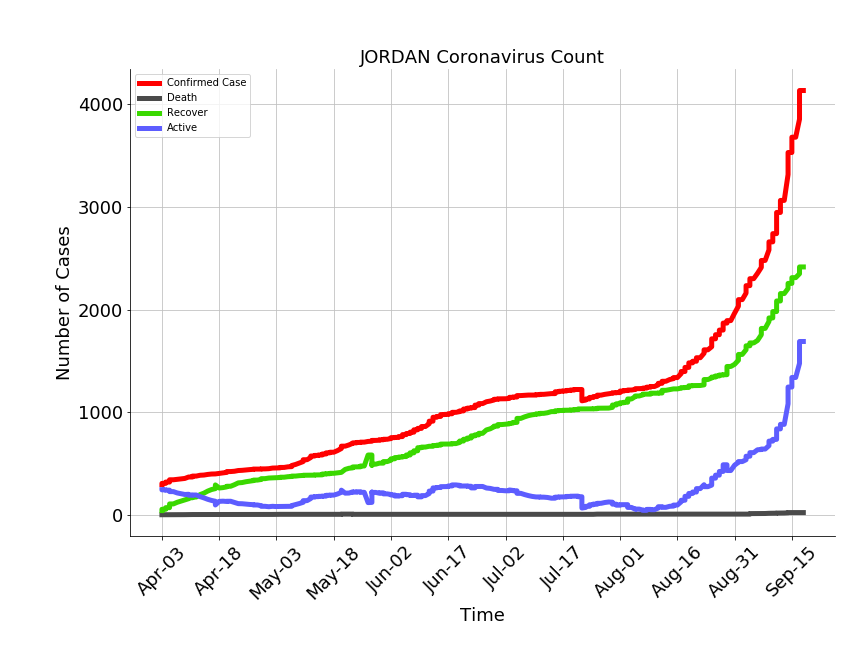 JORDAN Coronavirus Count
Confirmed Case
Death
Recover
Active
Number of Cases
4000
3000
2000
1000
0
Apr-03
Apr-18
May-03
May-18
Jun-02
Jun-17
Jul-02
Jul-17
Aug-01
Aug-16
Aug-31
Sep-15
Time